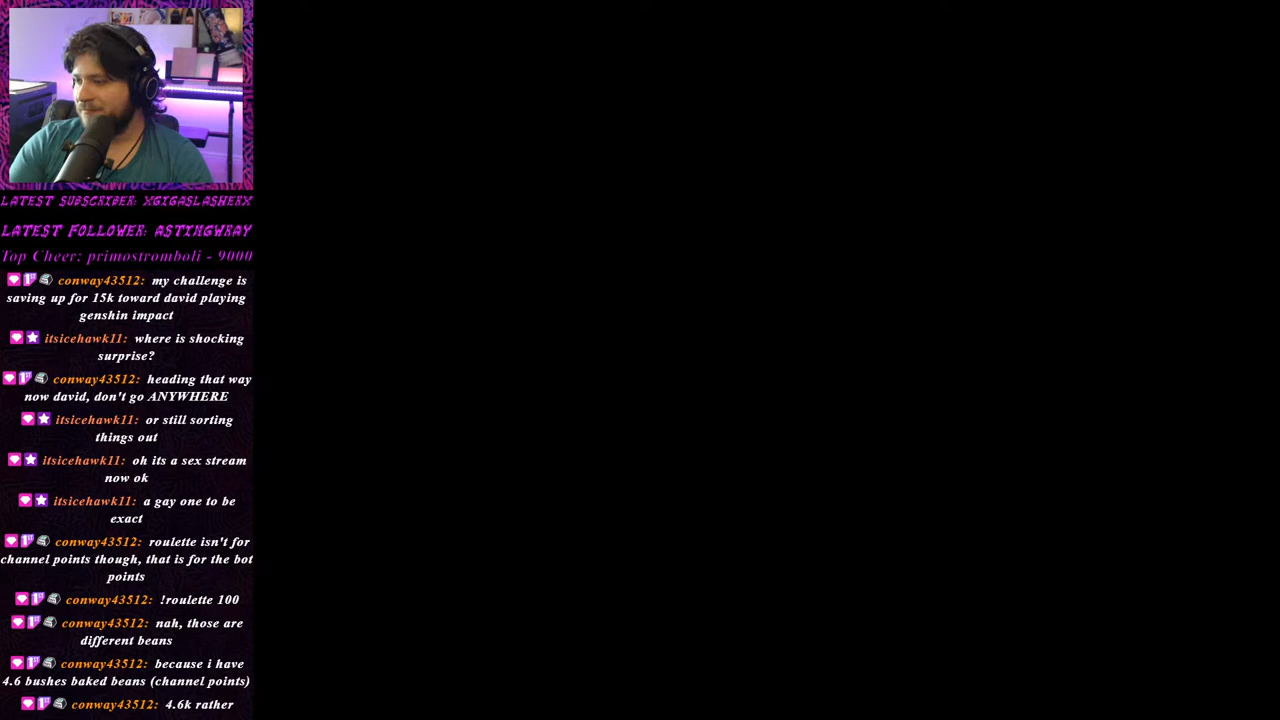 LATEST SUBSCRIBER: XGIGASLASHERX
LATEST FOLLOWER: ASTINGWRAY
Top Cheer: primostromboli - 9000
conway43512: my challenge is
saving up for 15k toward david playing
genshin impact
itsicehawk11: where is shocking
surprise?
conway43512: heading that way
now david, don't go ANYWHERE
itsicehawk11: or still sorting
things out
itsicehawk11: oh its a sex stream
now ok
itsicehawk11: a gay one to be
exact
conway43512: roulette isn't for
channel points though, that is for the bot
points
conway43512: !roulette 100
conway43512: nah, those are
different beans
conway43512: because i have
4.6 bushes baked beans (channel points)
conway43512: 4.6k rather